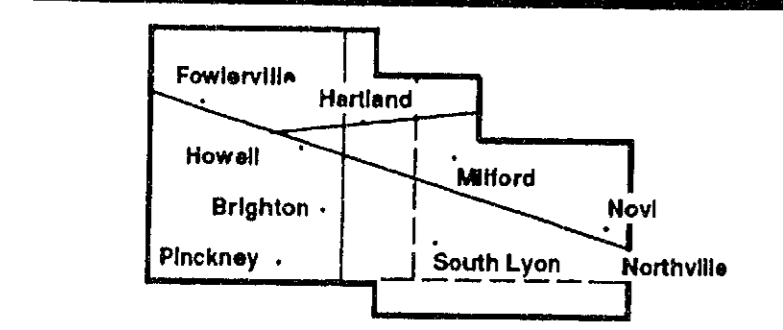 Fowlerville
Hartland
Howell
Milford
Brighton
Novi
Pinckney
South Lyon
Northville